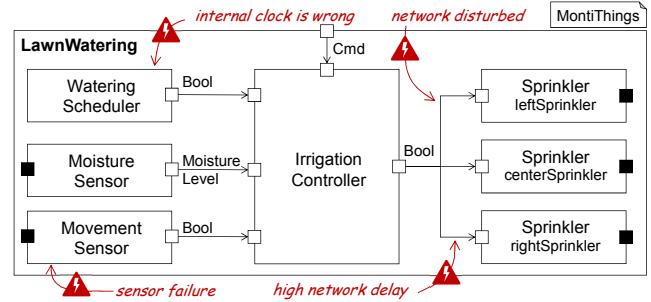 internal clock is wrong
network disturbed
MontiThings
LawnWatering
Cmd
Watering
Scheduler
Bool
Moisture
Sensor
Moisture
Level
Movement
Sensor
Bool
Irrigation
Controller
Bool
Sprinkler
leftSprinkler
Sprinkler
centerSprinkler
Sprinkler
rightSprinkler
sensor failure
high network delay